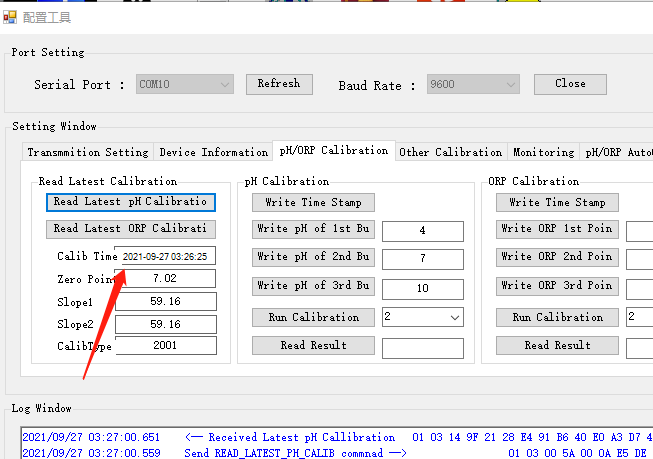 配置工具
Port Setting
Serial Port : COM10 Refresh Baud Rate : 9600 Close
Setting Window
Transmmition Setting Device Information pH/ORP Calibration Other Calibration Monitoring pH/ORP Auto
Read Latest Calibration
Read Latest pH Calibratio
Read Latest ORP Calibrati
Calib Time 2021-09-27 03:26:25
Zero Poin 7.02
Slope1 59.16
Slope2 59.16
CalibType 2001
pH Calibration
Write Time Stamp
Write pH of 1st Bu 4
Write pH of 2nd Bu 7
Write pH of 3rd Bu 10
Run Calibration 2
Read Result
ORP Calibration
Write Time Stamp
Write ORP 1st Poin
Write ORP 2nd Poin
Write ORP 3rd Poin
Run Calibration 2
Read Result
Log Window
2021/09/27 03:27:00.651 <— Received Latest pH Callibration 01 03 14 9F 21 28 E4 91 B6 40 E0 A3 D7 4
2021/09/27 03:27:00.559 Send READ_LATEST_PH_CALIB commnad —> 01 03 00 5A 00 0A E5 DE